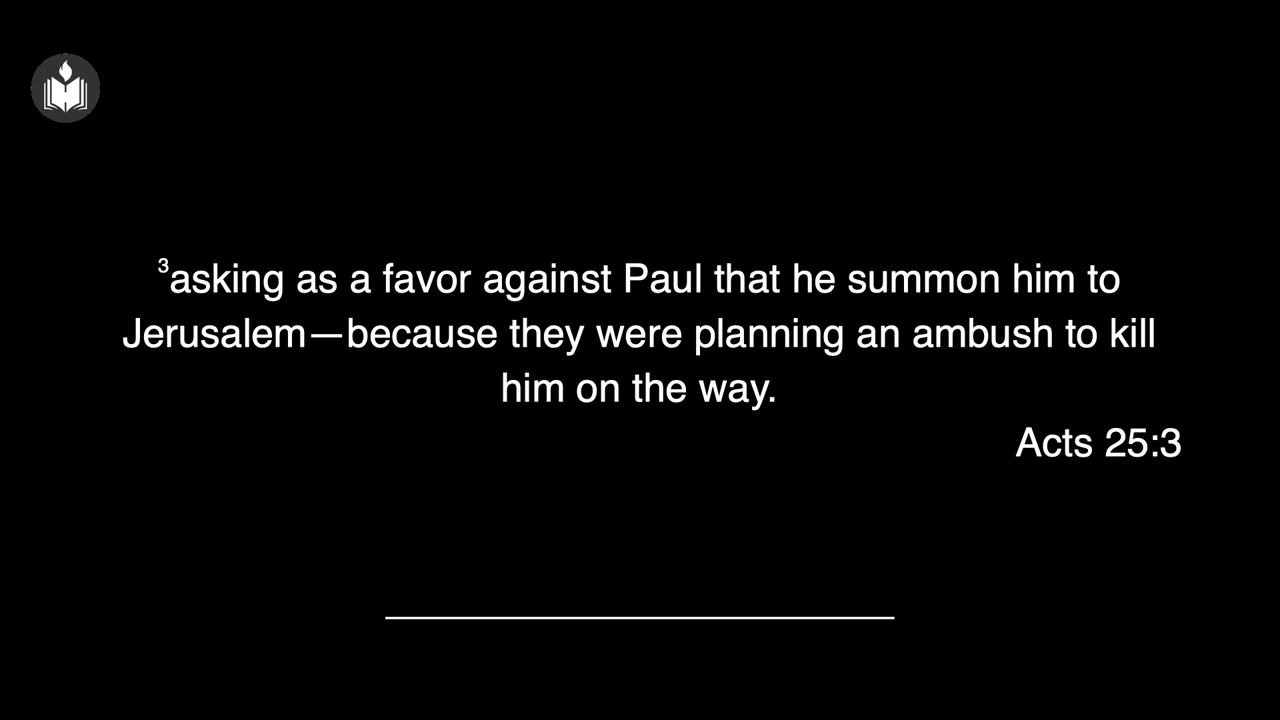 ³asking as a favor against Paul that he summon him to
Jerusalem—because they were planning an ambush to kill
him on the way.
Acts 25:3